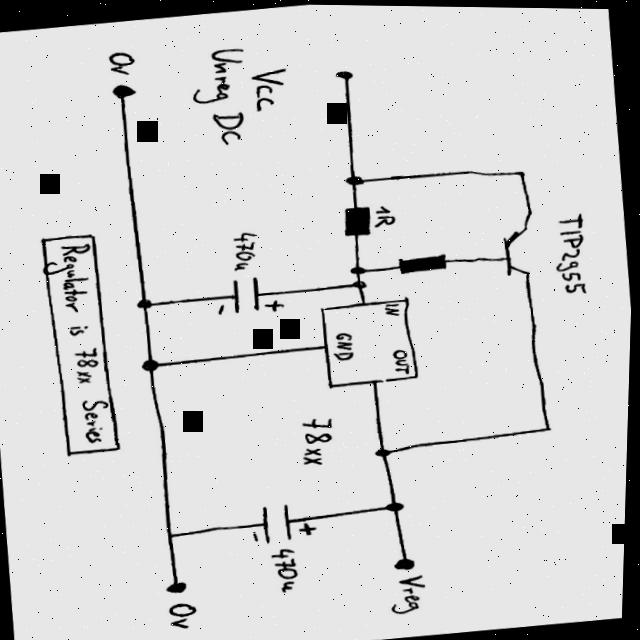 TIP2955
Vcc
Unreg DC
1R
IN
OUT
GND
78xx
Vreg
470u
+
-
470u
+
-
0v
0v
Regulator is 78xx Series